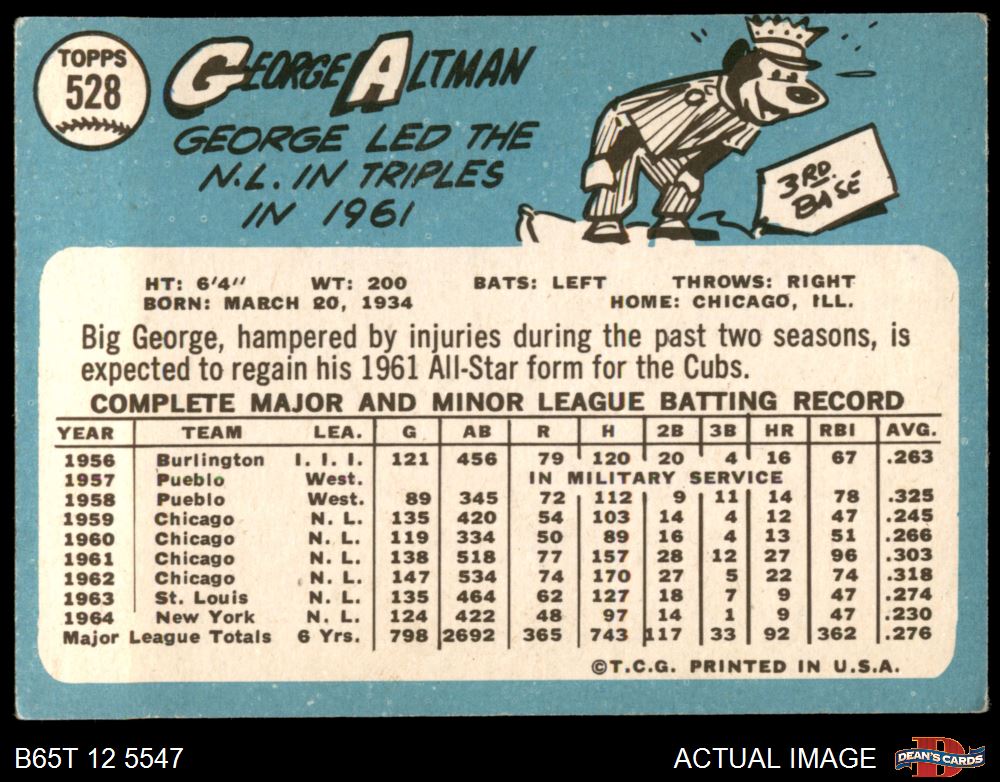 TOPPS
528
GEORGE ALTMAN
GEORGE LED THE
N.L. IN TRIPLES
IN 1961
3RD.
BASE
HT: 6'4" WT: 200 BATS: LEFT THROWS: RIGHT
BORN: MARCH 20, 1934 HOME: CHICAGO, ILL.
Big George, hampered by injuries during the past two seasons, is
expected to regain his 1961 All-Star form for the Cubs.
COMPLETE MAJOR AND MINOR LEAGUE BATTING RECORD
YEAR TEAM LEA. G AB R H 2B 3B HR RBI AVG.
1956 Burlington I. I. I. 121 456 79 120 20 4 16 67 .263
1957 Pueblo West. IN MILITARY SERVICE
1958 Pueblo West. 89 345 72 112 9 11 14 78 .325
1959 Chicago N. L. 135 420 54 103 14 4 12 47 .245
1960 Chicago N. L. 119 334 50 89 16 4 13 51 .266
1961 Chicago N. L. 138 518 77 157 28 12 27 96 .303
1962 Chicago N. L. 147 534 74 170 27 5 22 74 .318
1963 St. Louis N. L. 135 464 62 127 18 7 9 47 .274
1964 New York N. L. 124 422 48 97 14 1 9 47 .230
Major League Totals 6 Yrs. 798 2692 365 743 117 33 92 362 .276
©T.C.G. PRINTED IN U.S.A.
B65T 12 5547 ACTUAL IMAGE D DEAN'S CARDS